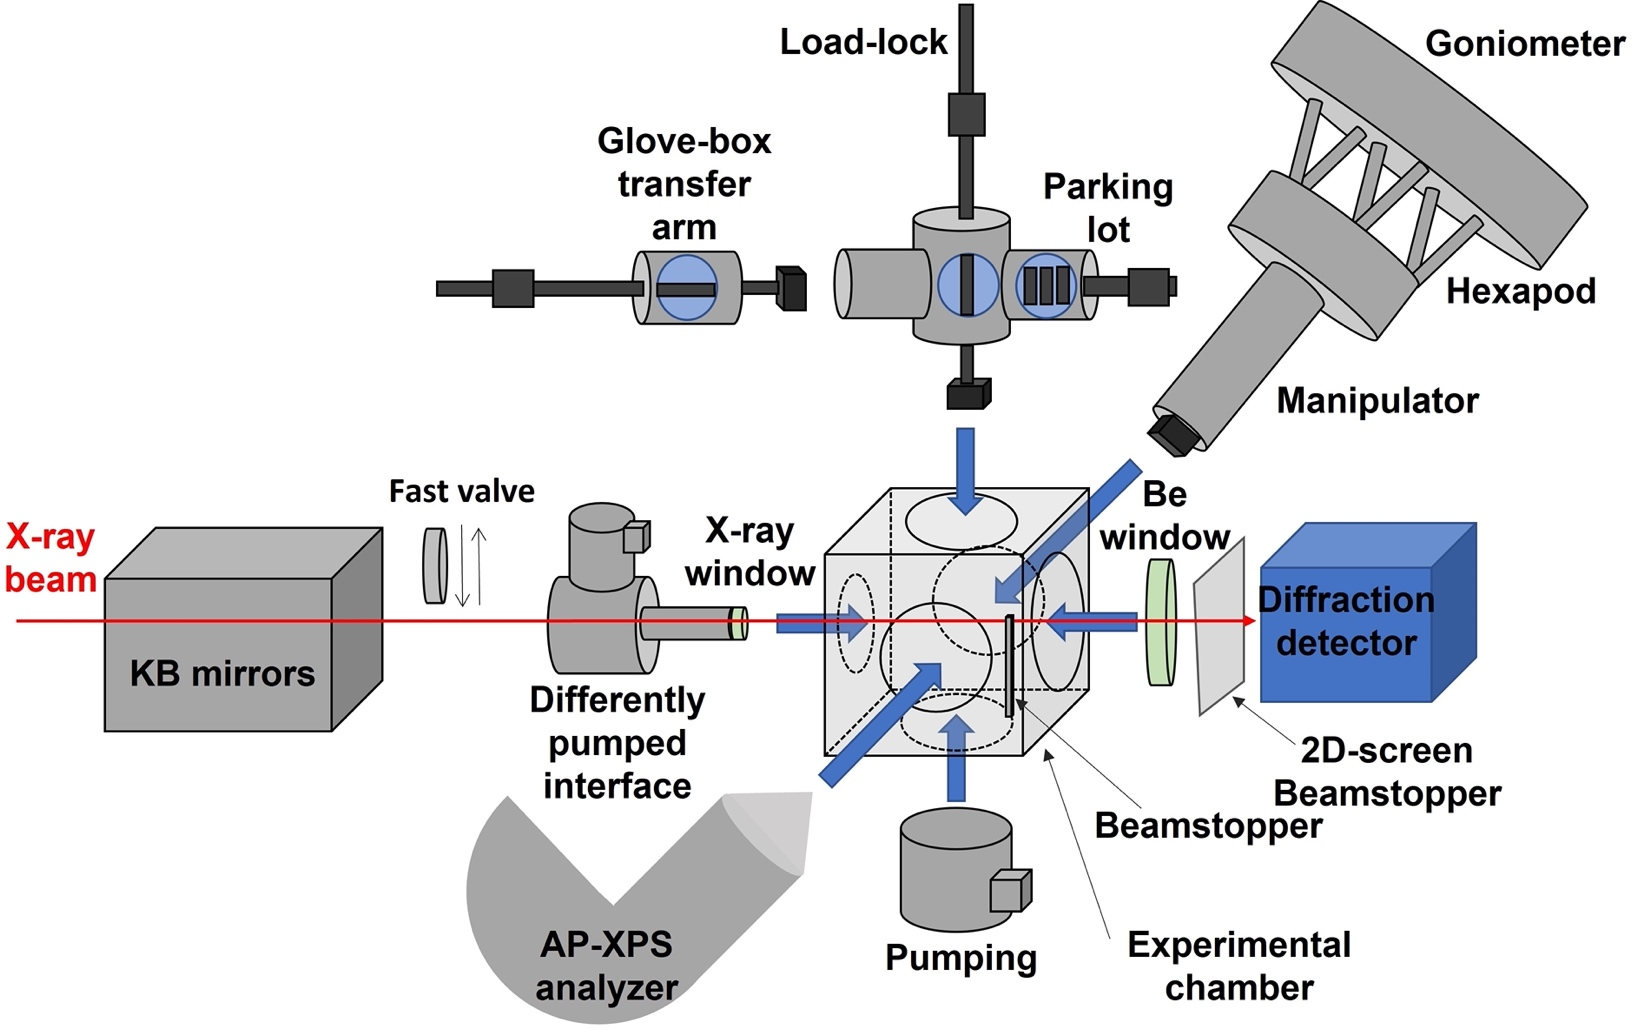 Load-lock
Goniometer
Glove-box
transfer
arm
Parking
lot
Hexapod
Manipulator
Fast valve
X-ray
beam
X-ray
window
Be
window
KB mirrors
Diffraction
detector
Differently
pumped
interface
2D-screen
Beamstopper
Beamstopper
AP-XPS
analyzer
Pumping
Experimental
chamber